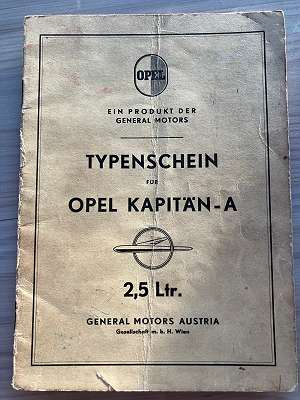 OPEL
EIN PRODUKT DER
GENERAL MOTORS
TYPENSCHEIN
FÜR
OPEL KAPITÄN-A
2,5 Ltr.
GENERAL MOTORS AUSTRIA
Gesellschaft m. b. H. Wien